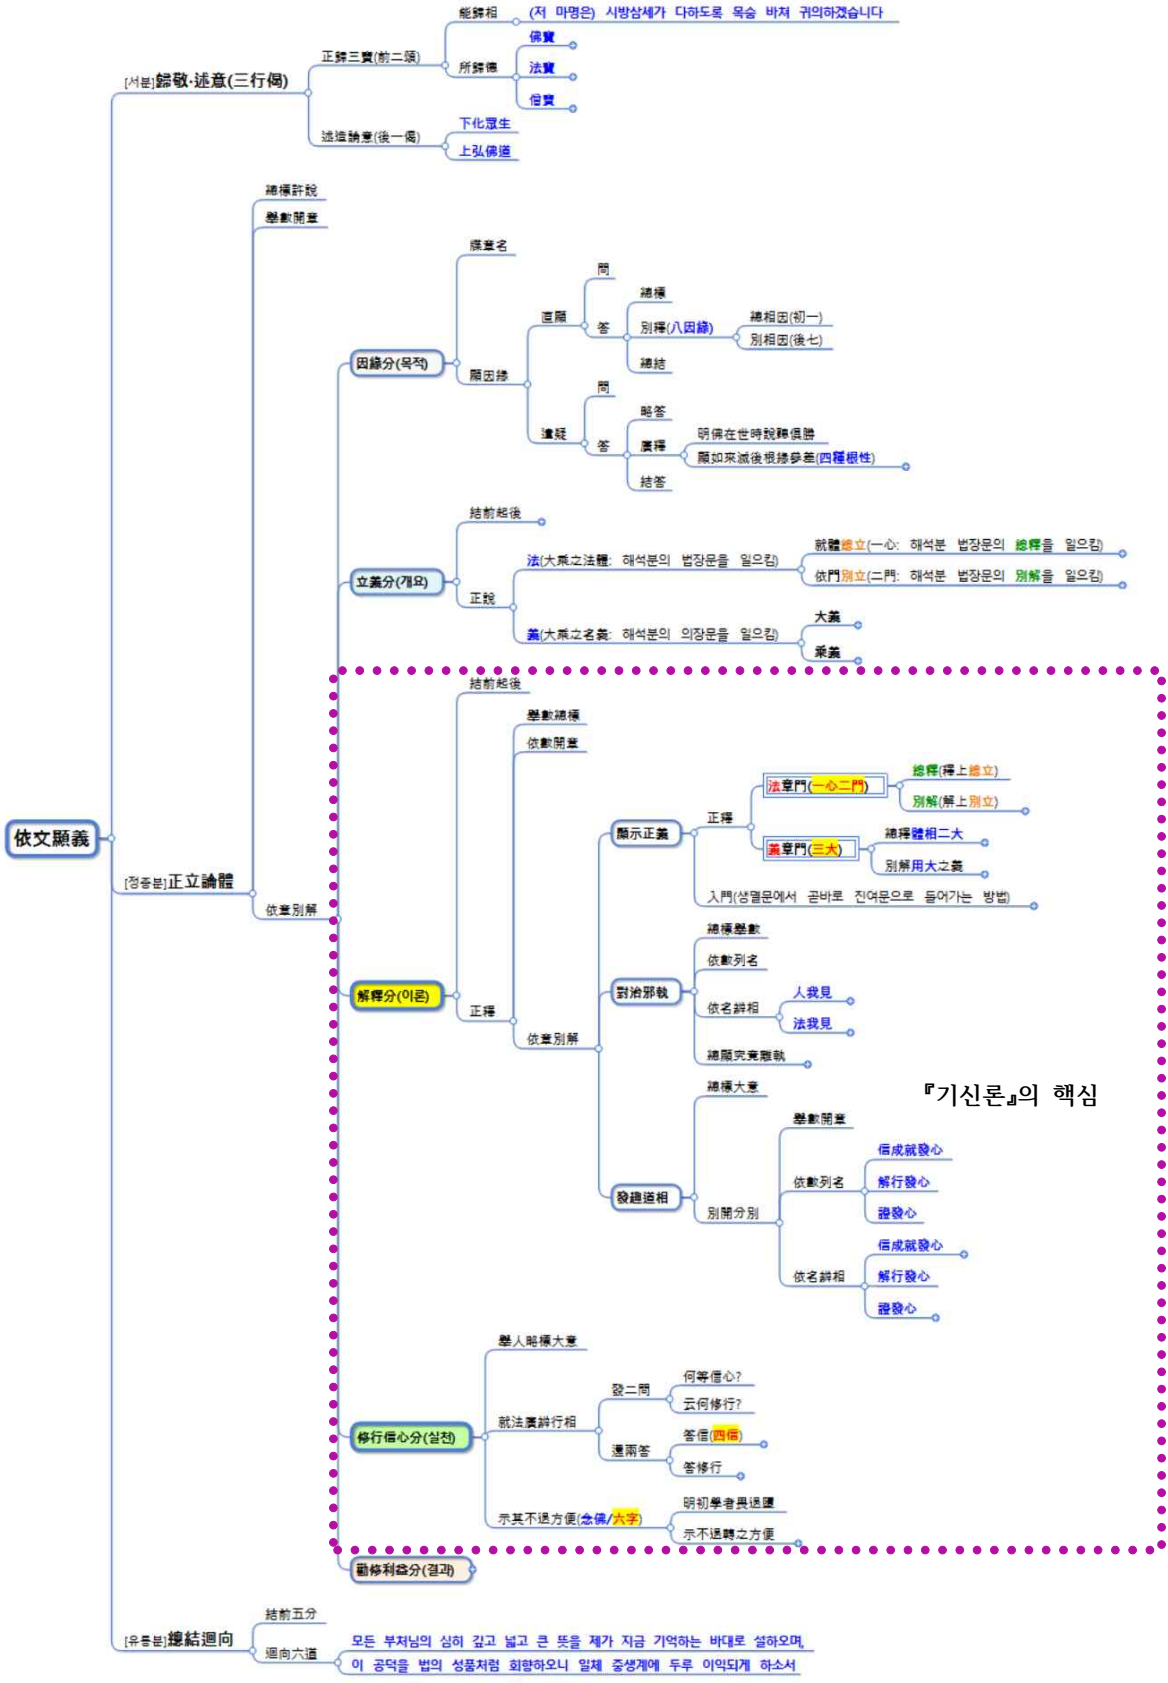 依文顯義
[서분]歸敬·述意(三行偈)
正歸三寶(前二頌)
能歸相
(저 마명은) 시방삼세가 다하도록 목숨 바쳐 귀의하겠습니다
所歸德
佛寶
法寶
僧寶
述造論意(後一偈)
下化眾生
上弘佛道
[정종분]正立論體
總標許說
擧數開章
依章別解
因緣分(목적)
牒章名
顯因緣
直顯
問
答
總標
別釋(八因緣)
總相因(初一)
別相因(後七)
總結
遣疑
問
答
略答
廣釋
明佛在世時說聽俱勝
顯如來滅後根緣參差(四種根性)
結答
立義分(개요)
結前起後
正說
法(大乘之法體: 해석분의 법장문을 일으킴)
就體總立(一心: 해석분 법장문의 總釋을 일으킴)
依門別立(二門: 해석분 법장문의 別解을 일으킴)
義(大乘之名義: 해석분의 의장문을 일으킴)
大義
乘義
解釋分(이론)
結前起後
正釋
擧數總標
依數開章
依章別解
顯示正義
正釋
法章門(一心二門)
總釋(釋上總立)
別解(解上別立)
義章門(三大)
總釋體相二大
別解用大之義
入門(생멸문에서 곧바로 진여문으로 들어가는 방법)
對治邪執
總標擧數
依數列名
依名辨相
人我見
法我見
總顯究竟離執
『기신론』의 핵심
發趣道相
總標大意
別開分別
擧數開章
依數列名
信成就發心
解行發心
證發心
依名辨相
信成就發心
解行發心
證發心
修行信心分(실천)
擧人略標大意
就法廣辨行相
發二問
何等信心?
云何修行?
還兩答
答信(四信)
答修行
示其不退方便(念佛/六字)
明初學者畏退墮
示不退轉之方便
勸修利益分(결과)
[유통분]總結迴向
結前五分
迴向六道
모든 부처님의 심히 깊고 넓고 큰 뜻을 제가 지금 기억하는 바대로 설하오며,
이 공덕을 법의 성품처럼 회향하오니 일체 중생계에 두루 이익되게 하소서